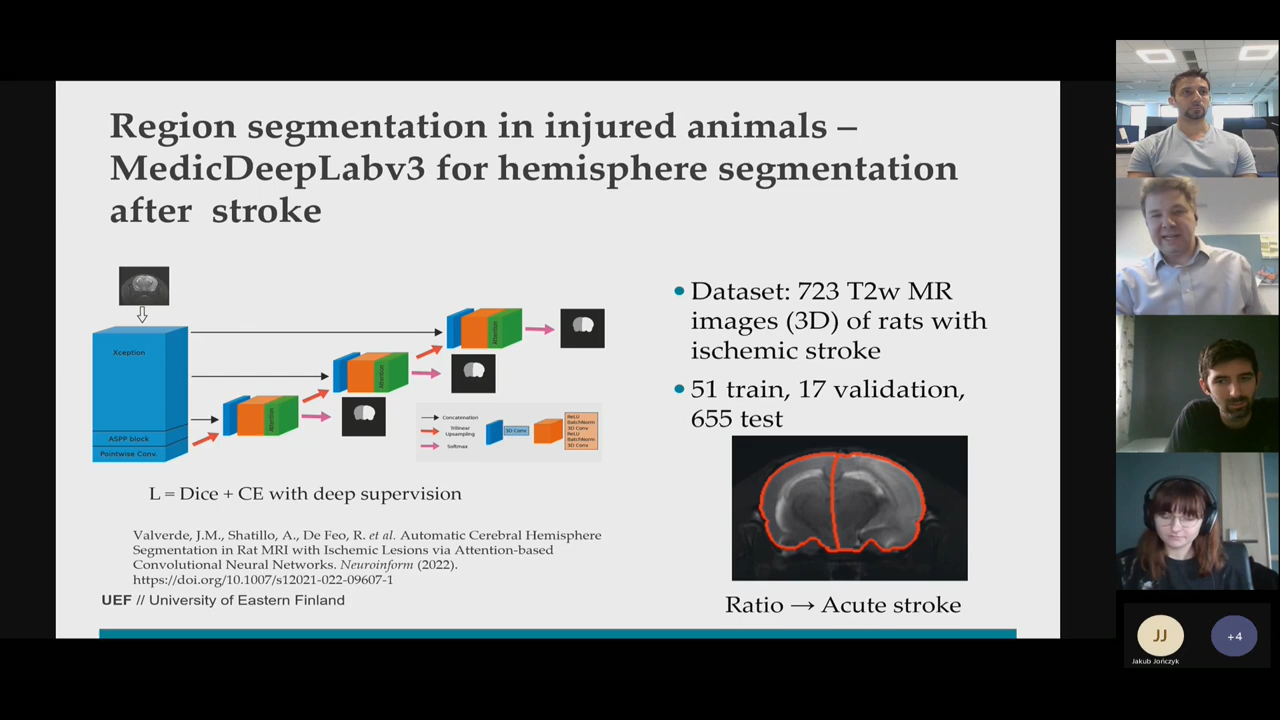 Region segmentation in injured animals –
MedicDeepLabv3 for hemisphere segmentation
after stroke
Xception
ASPP block
Pointwise Conv.
Attention
Attention
Attention
Concatenation
Trilinear
Upsampling
Softmax
3D Conv
ReLU
BatchNorm
3D Conv
ReLU
BatchNorm
3D Conv
L = Dice + CE with deep supervision
Valverde, J.M., Shatillo, A., De Feo, R. et al. Automatic Cerebral Hemisphere
Segmentation in Rat MRI with Ischemic Lesions via Attention-based
Convolutional Neural Networks. Neuroinform (2022).
https://doi.org/10.1007/s12021-022-09607-1
UEF // University of Eastern Finland
• Dataset: 723 T2w MR
images (3D) of rats with
ischemic stroke
• 51 train, 17 validation,
655 test
Ratio → Acute stroke
JJ
Jakub Jończyk
+4